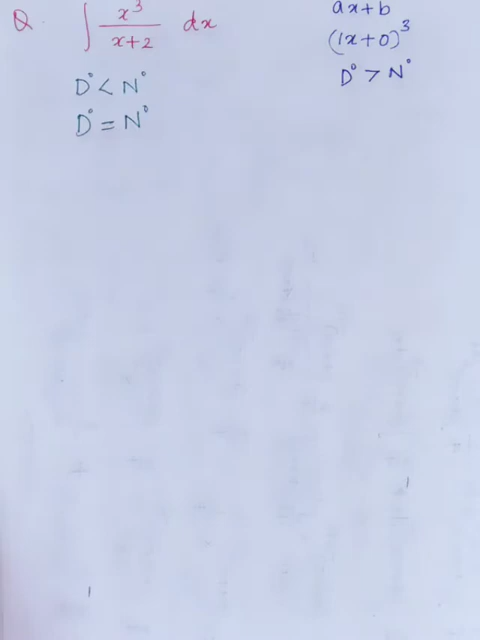 Q. ∫ x³/(x+2) dx
D° < N°
D° = N°
ax+b
(1x+0)³
D° > N°